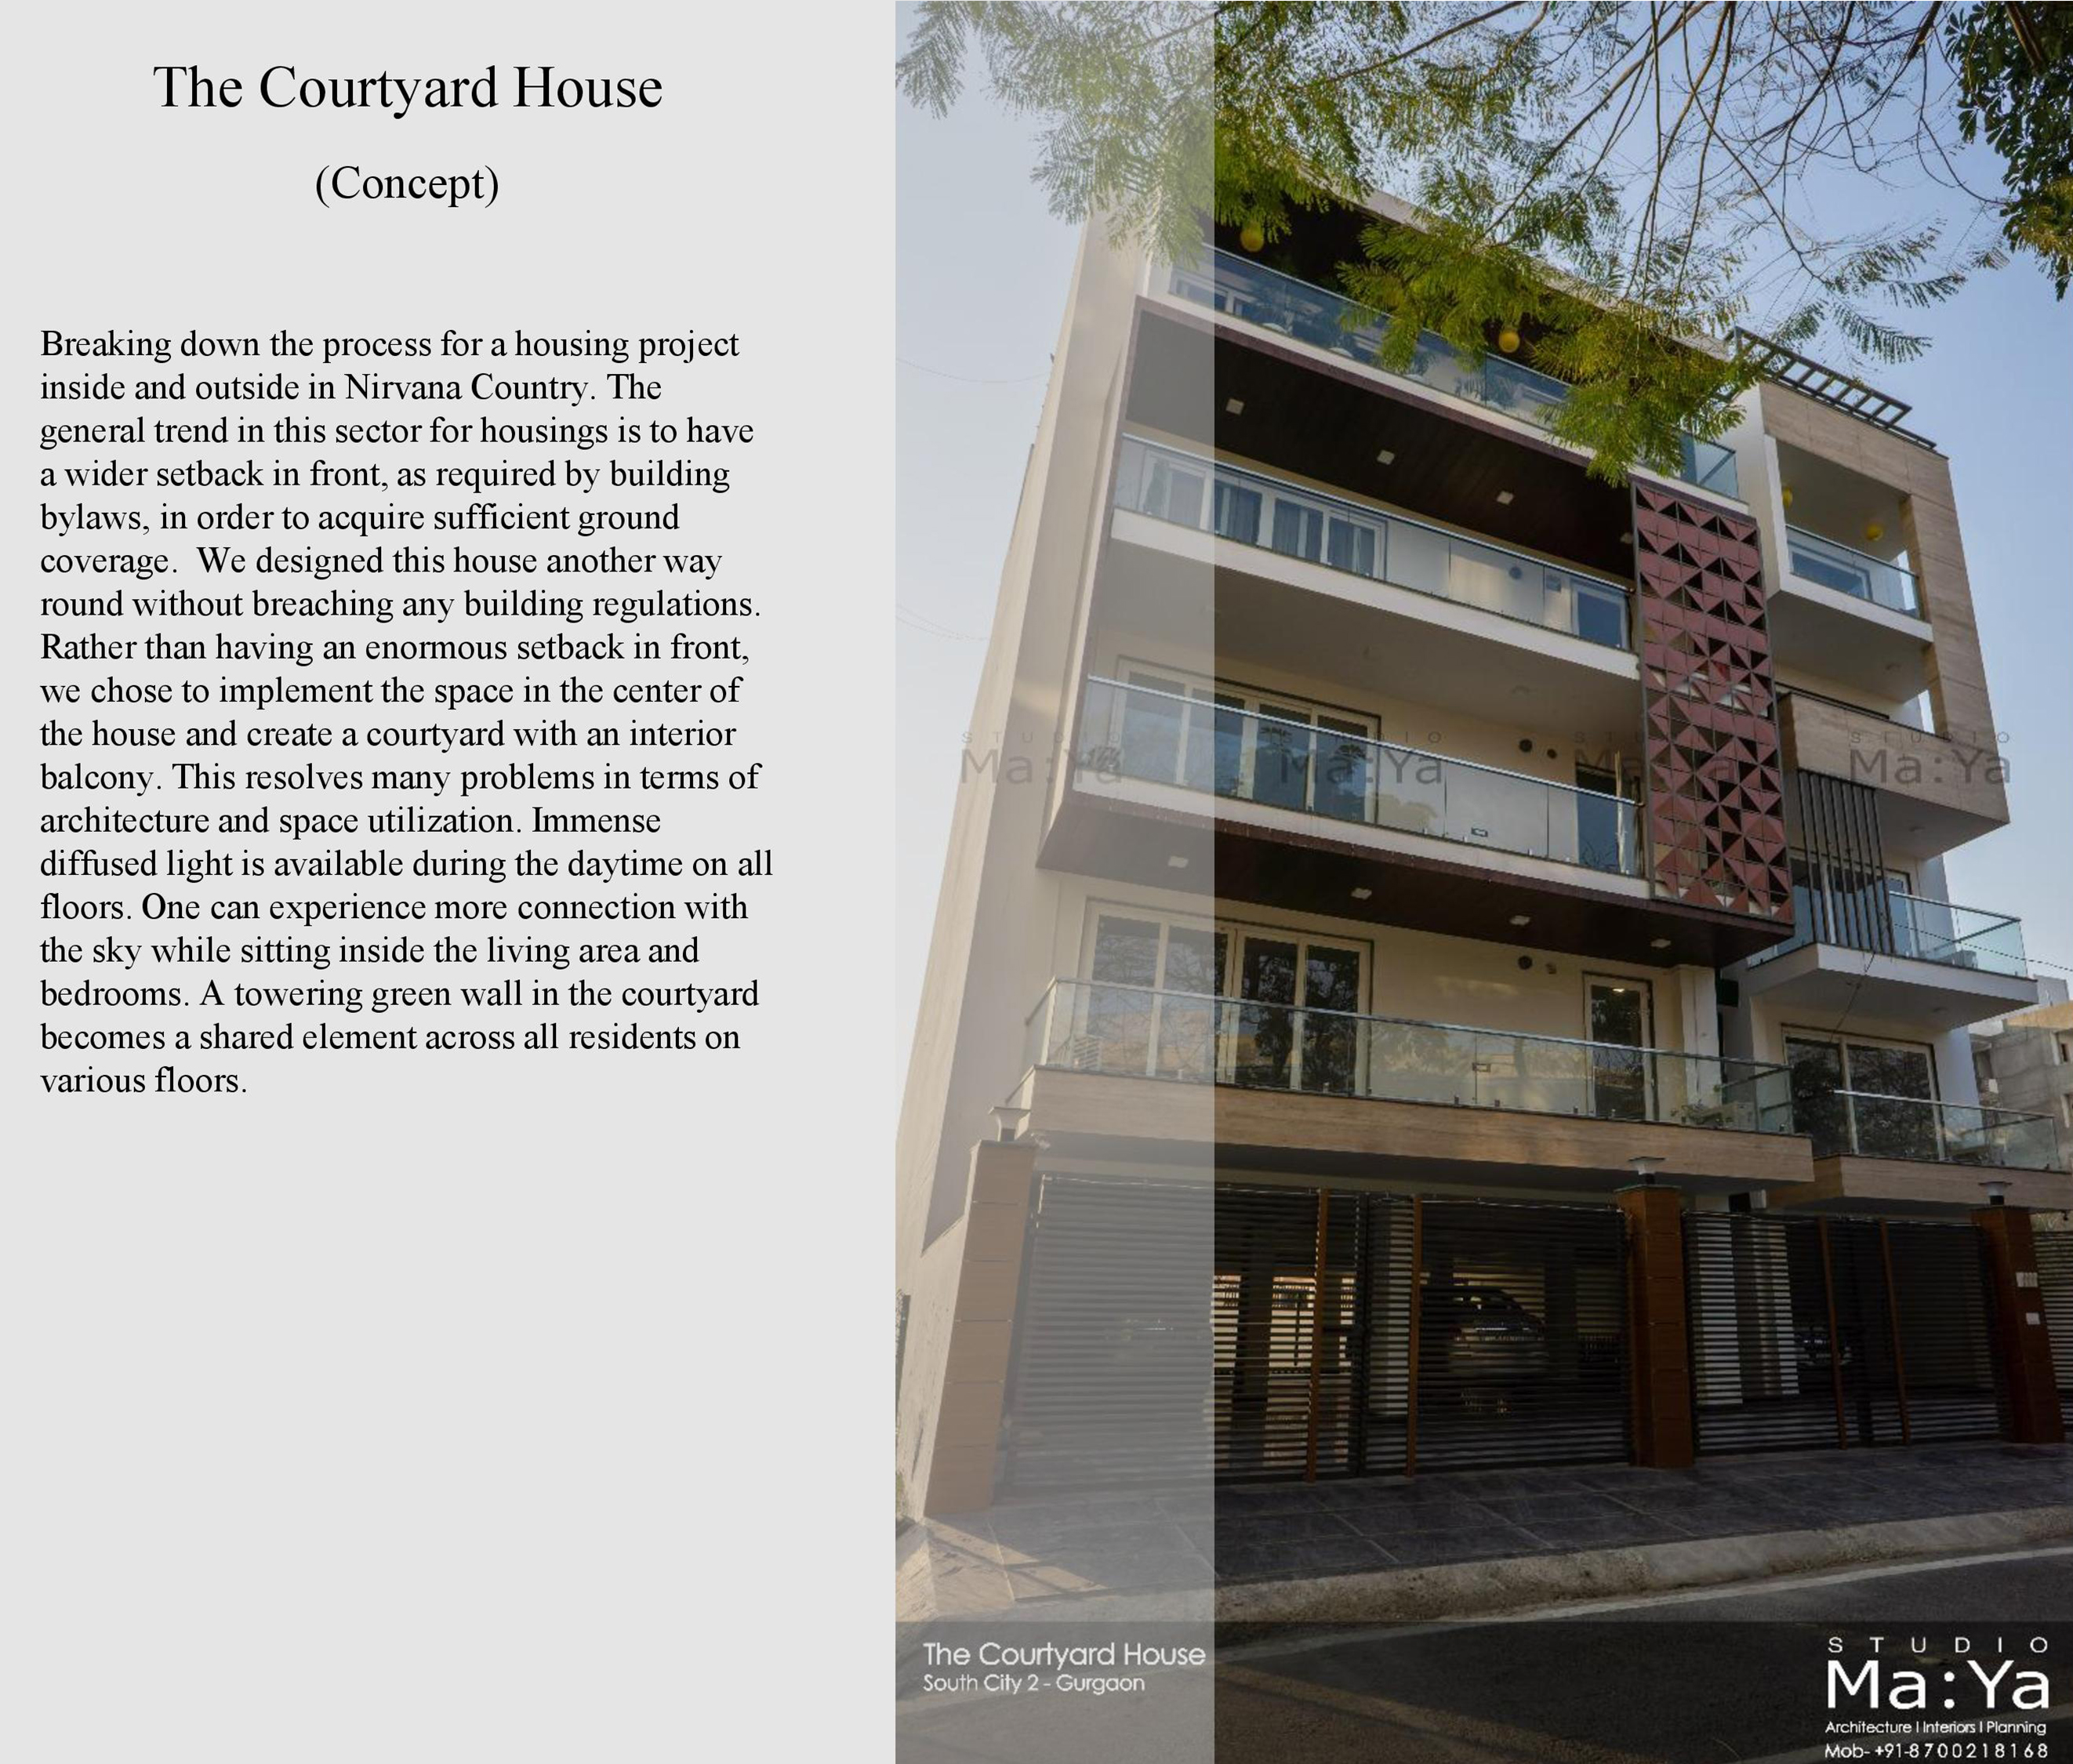 The Courtyard House
(Concept)
Breaking down the process for a housing project
inside and outside in Nirvana Country. The
general trend in this sector for housings is to have
a wider setback in front, as required by building
bylaws, in order to acquire sufficient ground
coverage.  We designed this house another way
round without breaching any building regulations.
Rather than having an enormous setback in front,
we chose to implement the space in the center of
the house and create a courtyard with an interior
balcony. This resolves many problems in terms of
architecture and space utilization. Immense
diffused light is available during the daytime on all
floors. One can experience more connection with
the sky while sitting inside the living area and
bedrooms. A towering green wall in the courtyard
becomes a shared element across all residents on
various floors.
STUDIO STUDIO STUDIO STUDIO
Ma:Ya Ma:Ya Ma:Ya Ma:Ya
The Courtyard House
South City 2 - Gurgaon
STUDIO
Ma:Ya
Architecture I Interiors I Planning
Mob- +91-8700218168